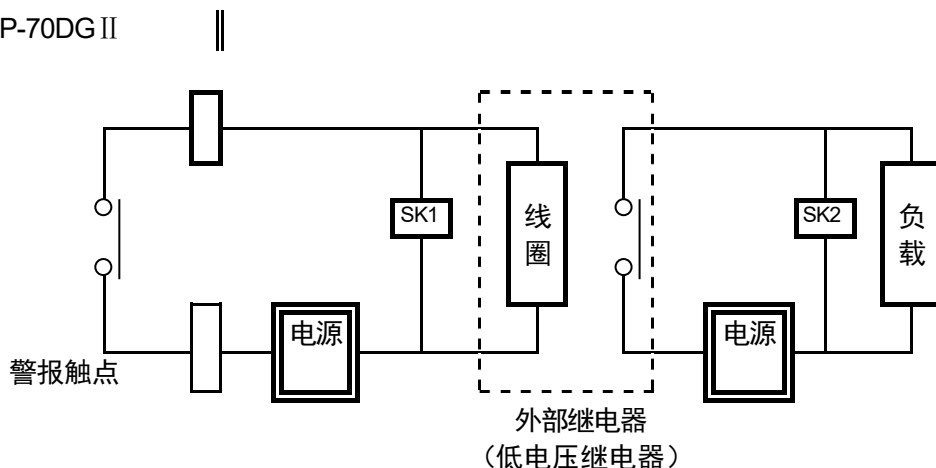 P-70DGⅡ
SK1
线圈
SK2
负载
电源
电源
警报触点
外部继电器
（低电压继电器）